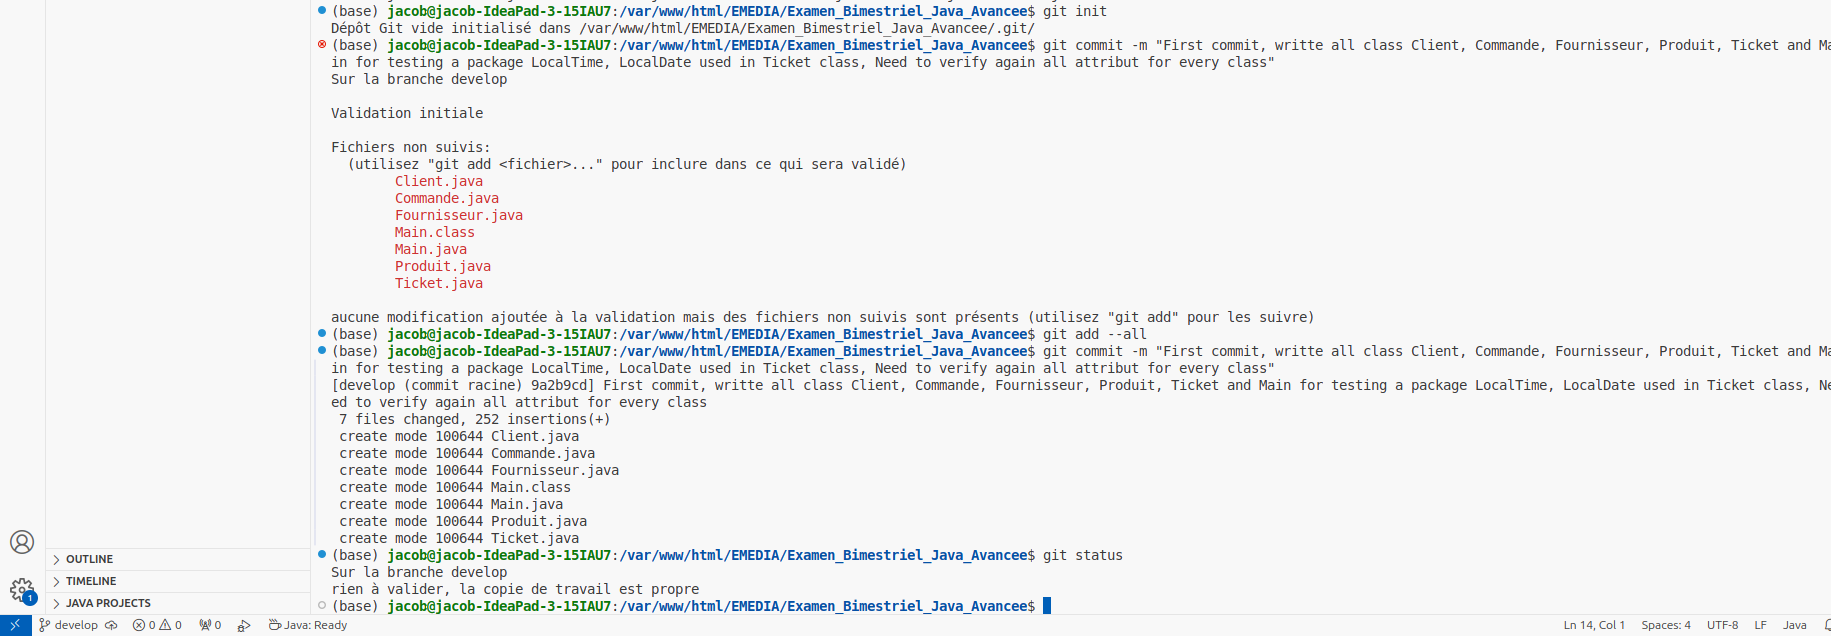 (base) jacob@jacob-IdeaPad-3-15IAU7:/var/www/html/EMEDIA/Examen_Bimestriel_Java_Avancee$ git init
Dépôt Git vide initialisé dans /var/www/html/EMEDIA/Examen_Bimestriel_Java_Avancee/.git/
(base) jacob@jacob-IdeaPad-3-15IAU7:/var/www/html/EMEDIA/Examen_Bimestriel_Java_Avancee$ git commit -m "First commit, writte all class Client, Commande, Fournisseur, Produit, Ticket and Ma
in for testing a package LocalTime, LocalDate used in Ticket class, Need to verify again all attribut for every class"
Sur la branche develop
Validation initiale
Fichiers non suivis:
(utilisez "git add <fichier>..." pour inclure dans ce qui sera validé)
Client.java
Commande.java
Fournisseur.java
Main.class
Main.java
Produit.java
Ticket.java
aucune modification ajoutée à la validation mais des fichiers non suivis sont présents (utilisez "git add" pour les suivre)
(base) jacob@jacob-IdeaPad-3-15IAU7:/var/www/html/EMEDIA/Examen_Bimestriel_Java_Avancee$ git add --all
(base) jacob@jacob-IdeaPad-3-15IAU7:/var/www/html/EMEDIA/Examen_Bimestriel_Java_Avancee$ git commit -m "First commit, writte all class Client, Commande, Fournisseur, Produit, Ticket and Ma
in for testing a package LocalTime, LocalDate used in Ticket class, Need to verify again all attribut for every class"
[develop (commit racine) 9a2b9cd] First commit, writte all class Client, Commande, Fournisseur, Produit, Ticket and Main for testing a package LocalTime, LocalDate used in Ticket class, Ne
ed to verify again all attribut for every class
7 files changed, 252 insertions(+)
create mode 100644 Client.java
create mode 100644 Commande.java
create mode 100644 Fournisseur.java
create mode 100644 Main.class
create mode 100644 Main.java
create mode 100644 Produit.java
create mode 100644 Ticket.java
(base) jacob@jacob-IdeaPad-3-15IAU7:/var/www/html/EMEDIA/Examen_Bimestriel_Java_Avancee$ git status
Sur la branche develop
rien à valider, la copie de travail est propre
(base) jacob@jacob-IdeaPad-3-15IAU7:/var/www/html/EMEDIA/Examen_Bimestriel_Java_Avancee$
OUTLINE
TIMELINE
JAVA PROJECTS
1
develop 0 0 0 Java: Ready Ln 14, Col 1 Spaces: 4 UTF-8 LF Java